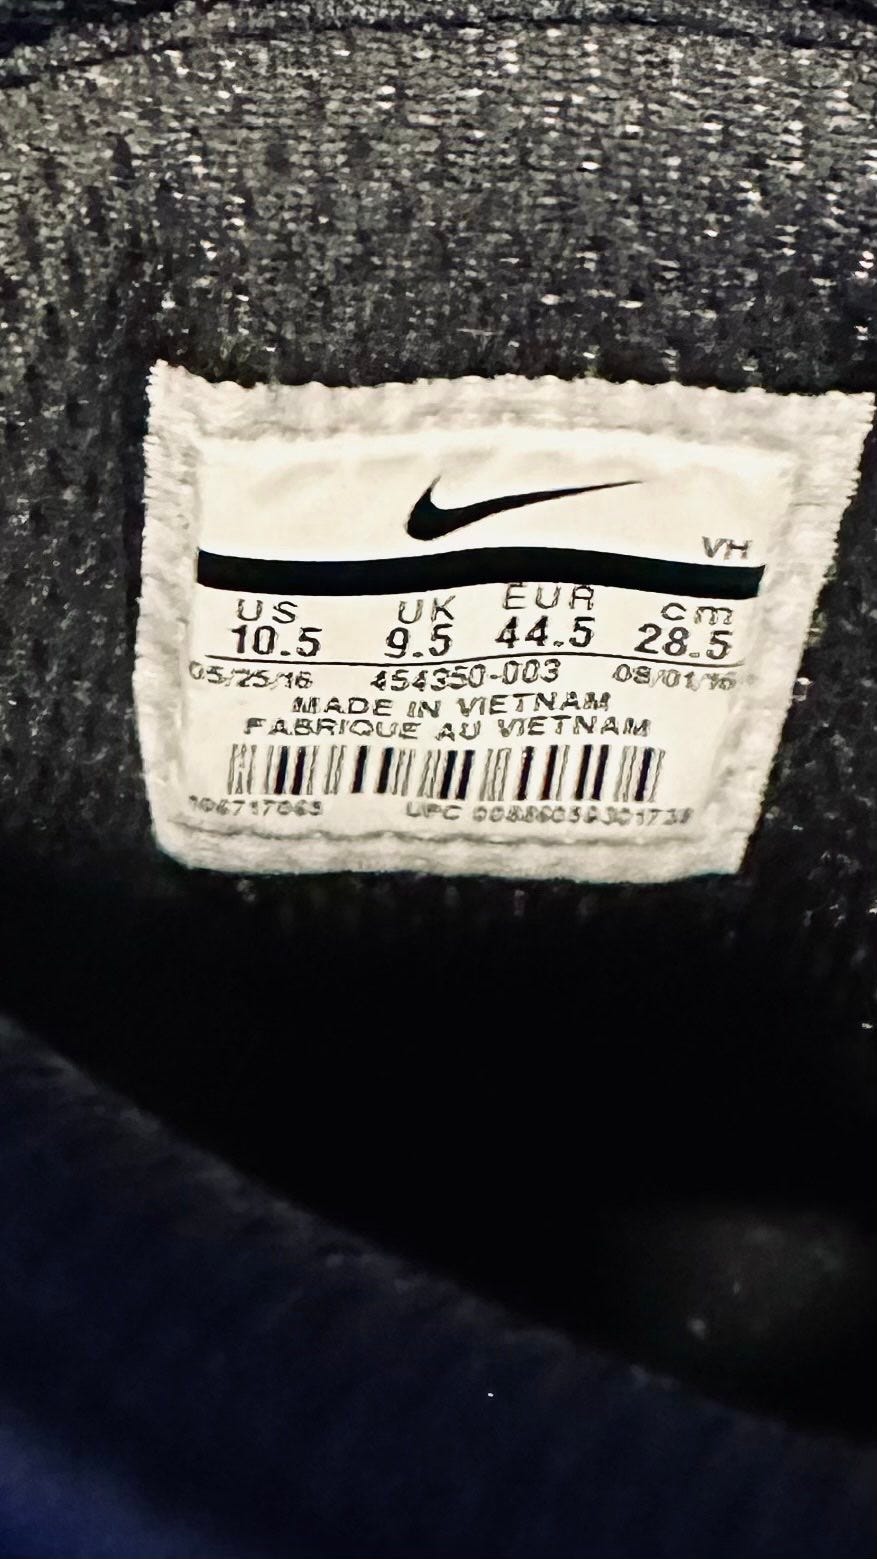 VH
US UK EUR cm
10.5 9.5 44.5 28.5
05/25/16 454350-003 08/01/16
MADE IN VIETNAM
FABRIQUE AU VIETNAM
UPC